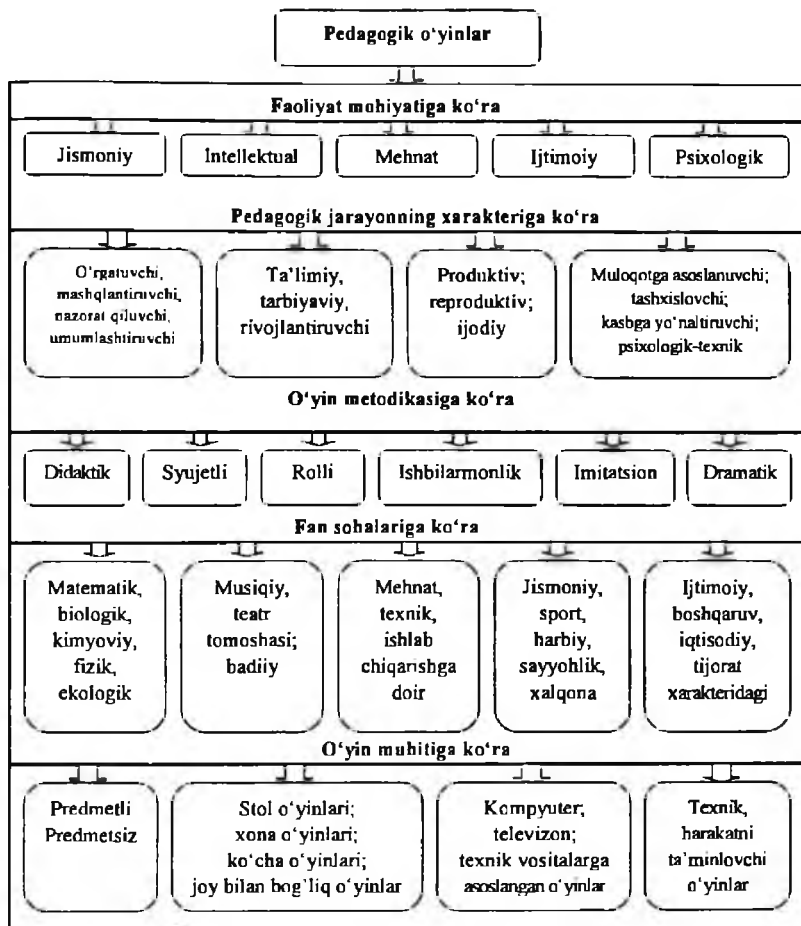 Pedagogik o‘yinlar
Faoliyat mohiyatiga ko‘ra
Jismoniy
Intellektual
Mehnat
Ijtimoiy
Psixologik
Pedagogik jarayonning xarakteriga ko‘ra
O‘rgatuvchi,
mashqlantiruvchi,
nazorat qiluvchi,
umumlashtiruvchi
Ta’limiy,
tarbiyaviy,
rivojlantiruvchi
Produktiv;
reproduktiv;
ijodiy
Muloqotga asoslanuvchi;
tashxislovchi;
kasbga yo‘naltiruvchi;
psixologik-texnik
O‘yin metodikasiga ko‘ra
Didaktik
Syujetli
Rolli
Ishbilarmonlik
Imitatsion
Dramatik
Fan sohalariga ko‘ra
Matematik,
biologik,
kimyoviy,
fizik,
ekologik
Musiqiy,
teatr
tomoshasi;
badiiy
Mehnat,
texnik,
ishlab
chiqarishga
doir
Jismoniy,
sport,
harbiy,
sayyohlik,
xalqona
Ijtimoiy,
boshqaruv,
iqtisodiy,
tijorat
xarakteridagi
O‘yin muhitiga ko‘ra
Predmetli
Predmetsiz
Stol o‘yinlari;
xona o‘yinlari;
ko‘cha o‘yinlari;
joy bilan bog’liq o‘yinlar
Kompyuter;
televizon;
texnik vositalarga
asoslangan o‘yinlar
Texnik,
harakatni
ta’minlovchi
o‘yinlar